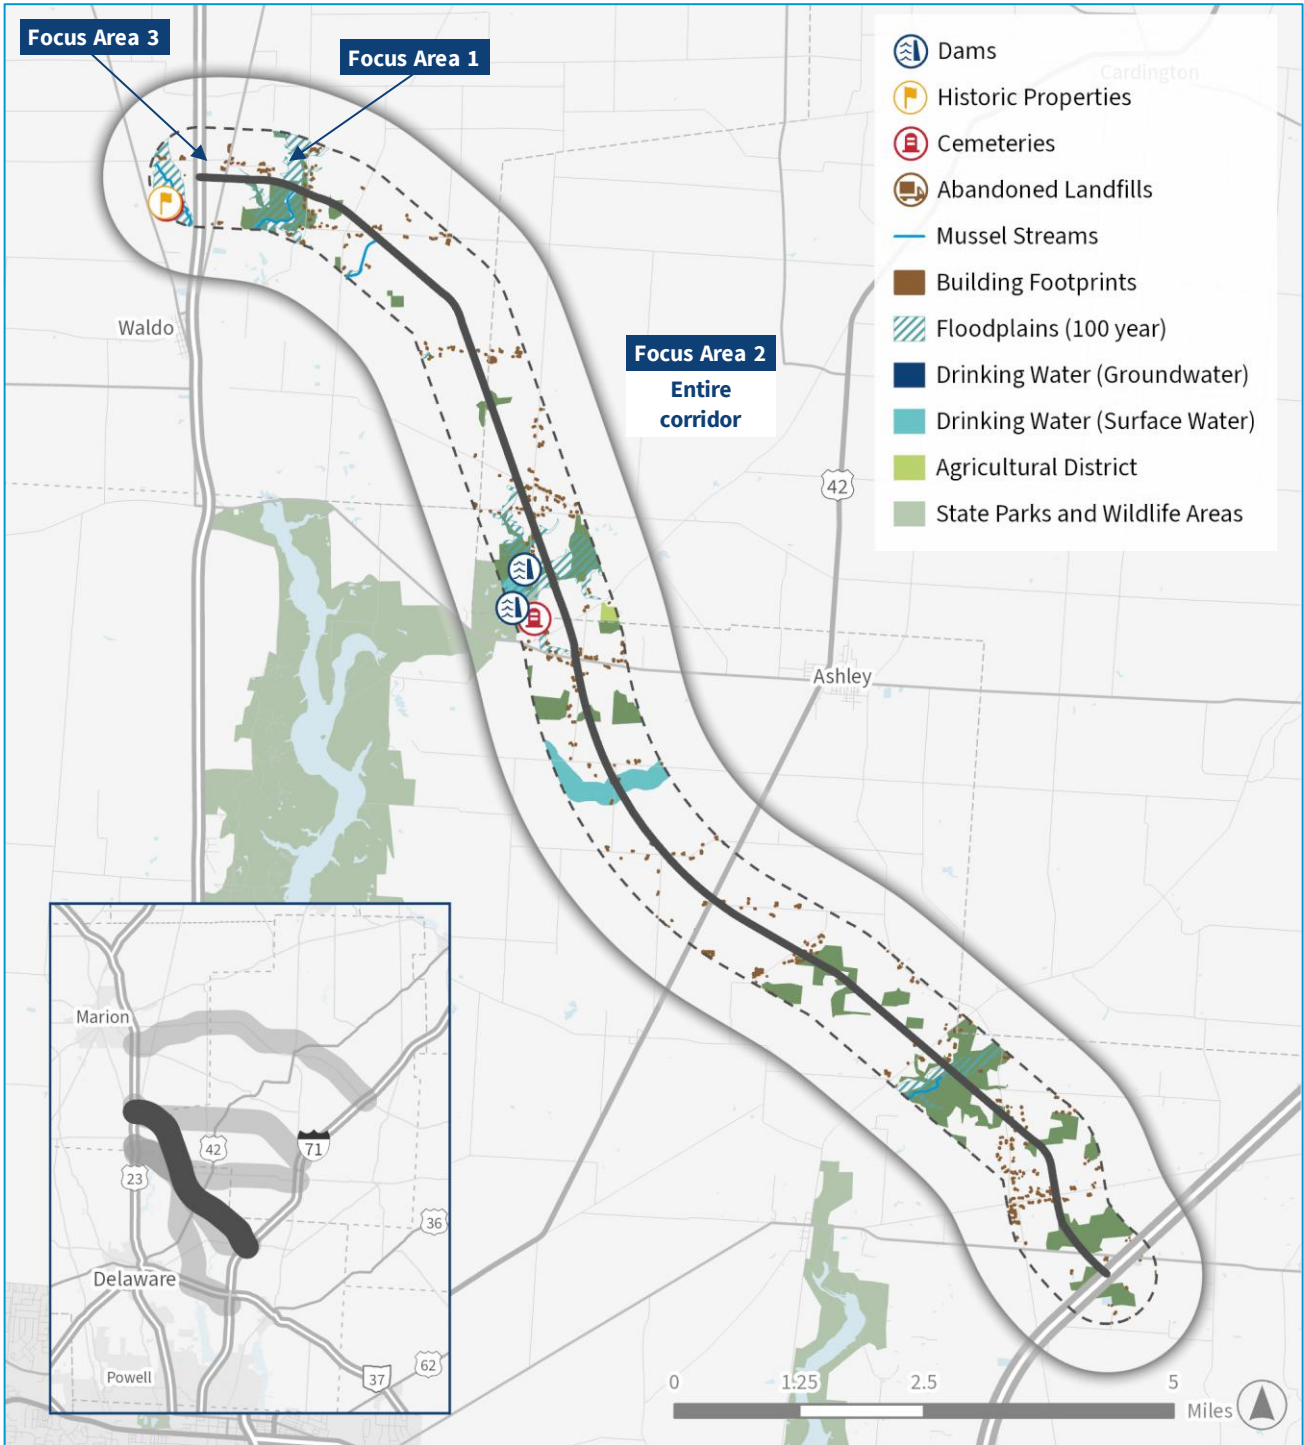 Focus Area 3
Focus Area 1
Dams
Cardington
Historic Properties
Cemeteries
Abandoned Landfills
Mussel Streams
Building Footprints
Floodplains (100 year)
Drinking Water (Groundwater)
Drinking Water (Surface Water)
Agricultural District
State Parks and Wildlife Areas
Waldo
Focus Area 2
Entire
corridor
42
Ashley
Marion
42
71
23
36
Delaware
Powell
37
62
0 1.25 2.5 5
Miles